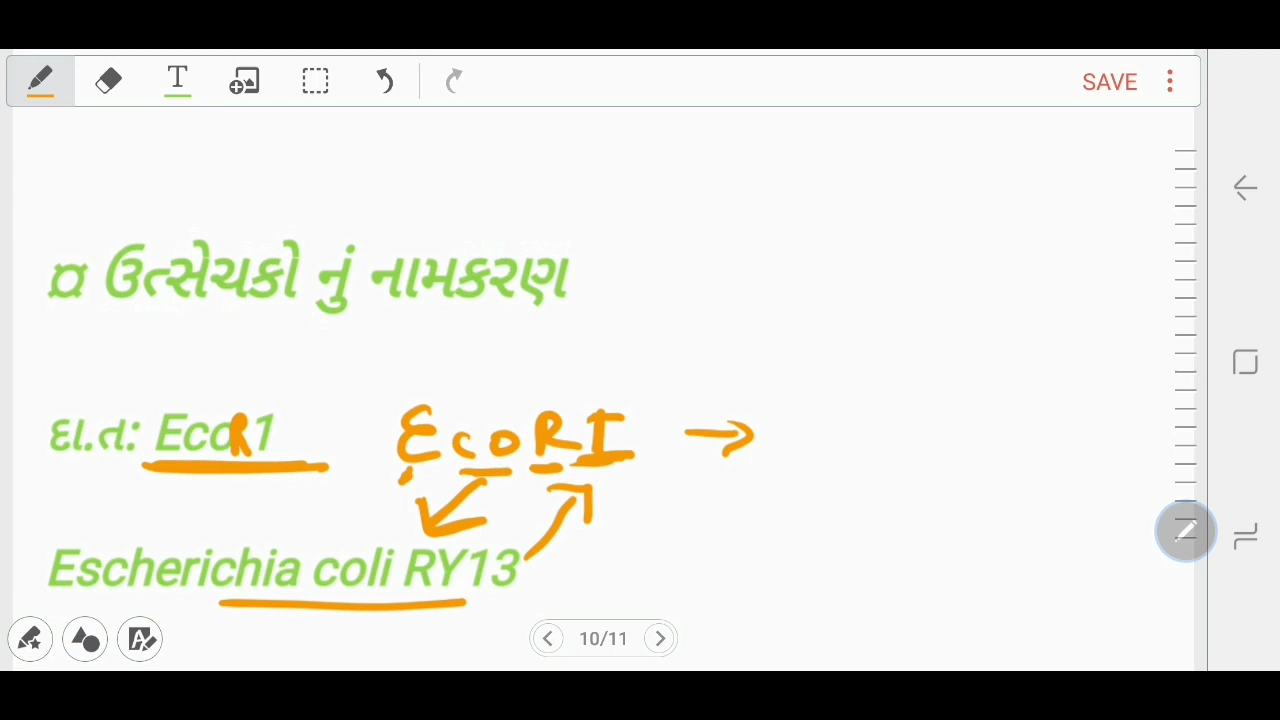 SAVE
¤ ઉત્સેચકો નું નામકરણ
દા.ત: EcoR1 EcoRI →
Escherichia coli RY13
10/11